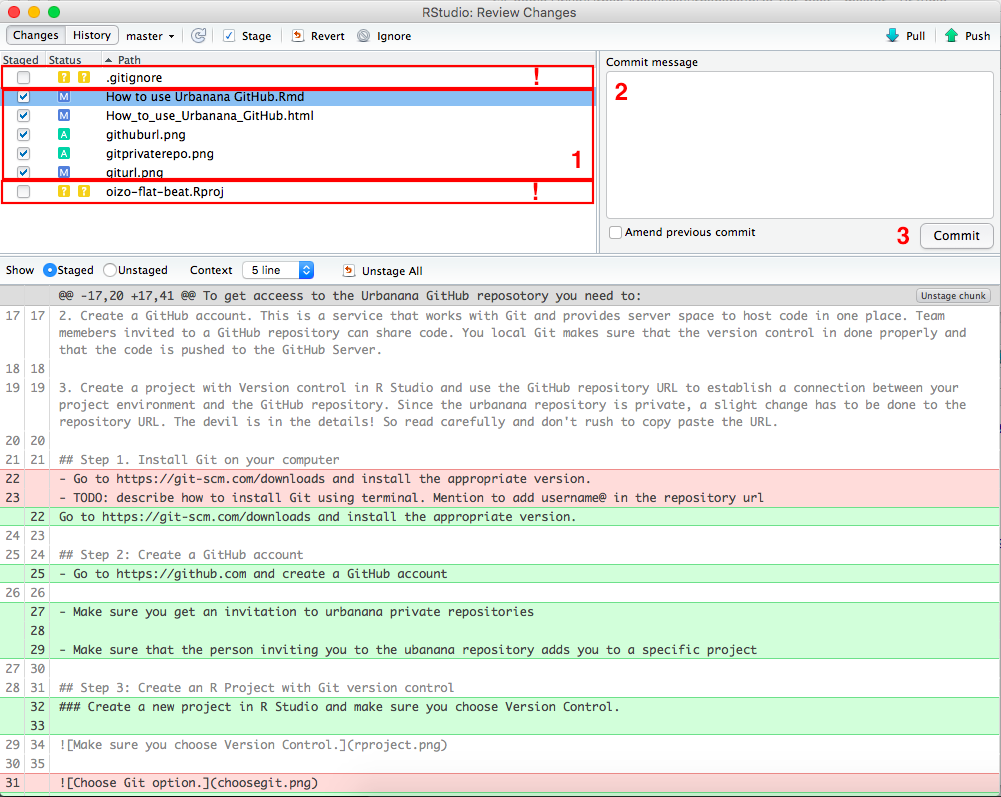 RStudio: Review Changes
Changes History master Stage Revert Ignore Pull Push
Staged Status Path
Commit message
? ? .gitignore !
M How to use Urbanana GitHub.Rmd
M How_to_use_Urbanana_GitHub.html
A githuburl.png
A gitprivaterepo.png
M giturl.png
1
? ? oizo-flat-beat.Rproj !
2
Amend previous commit
3 Commit
Show Staged Unstaged Context 5 line Unstage All
@@ -17,20 +17,41 @@ To get acceess to the Urbanana GitHub reposotory you need to: Unstage chunk
17 17 2. Create a GitHub account. This is a service that works with Git and provides server space to host code in one place. Team
memebers invited to a GitHub repository can share code. You local Git makes sure that the version control in done properly and
that the code is pushed to the GitHub Server.
18 18
19 19 3. Create a project with Version control in R Studio and use the GitHub repository URL to establish a connection between your
project environment and the GitHub repository. Since the urbanana repository is private, a slight change has to be done to the
repository URL. The devil is in the details! So read carefully and don't rush to copy paste the URL.
20 20
21 21 ## Step 1. Install Git on your computer
22 - Go to https://git-scm.com/downloads and install the appropriate version.
23 - TODO: describe how to install Git using terminal. Mention to add username@ in the repository url
22 Go to https://git-scm.com/downloads and install the appropriate version.
24 23
25 24 ## Step 2: Create a GitHub account
25 - Go to https://github.com and create a GitHub account
26 26
27 - Make sure you get an invitation to urbanana private repositories
28
29 - Make sure that the person inviting you to the ubanana repository adds you to a specific project
27 30
28 31 ## Step 3: Create an R Project with Git version control
32 ### Create a new project in R Studio and make sure you choose Version Control.
33
29 34 ![Make sure you choose Version Control.](rproject.png)
30 35
31 ![Choose Git option.](choosegit.png)